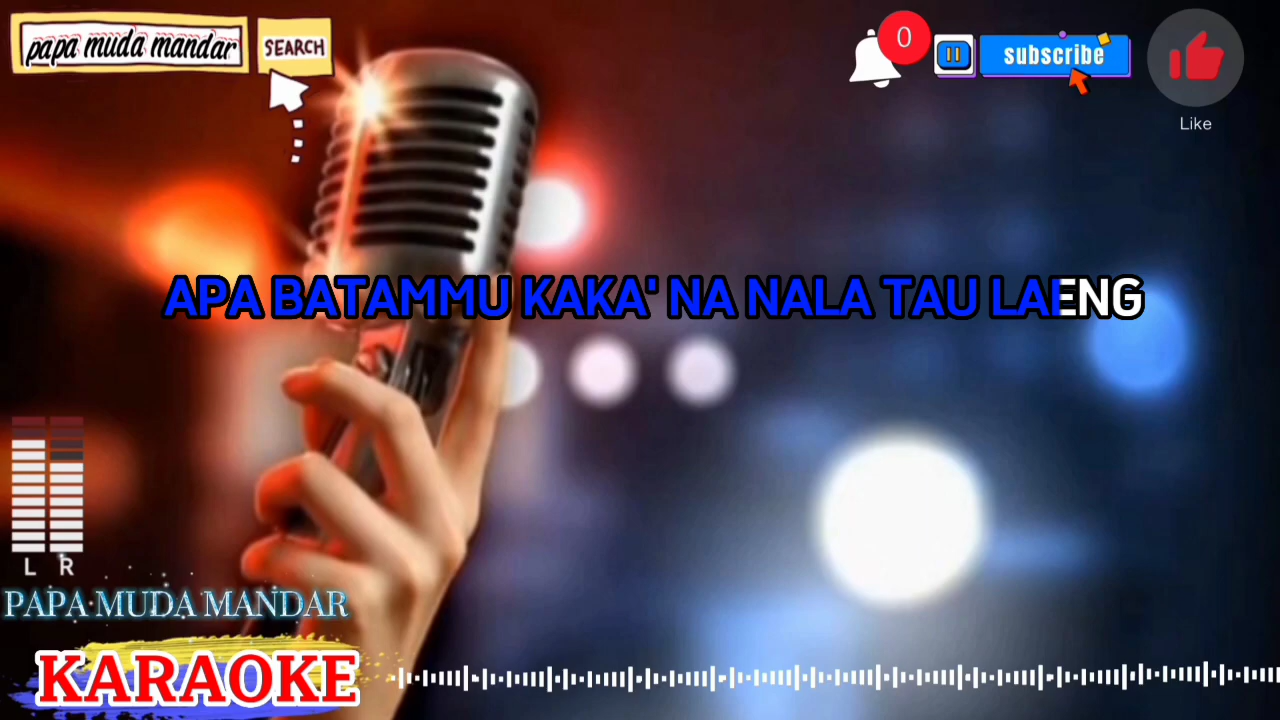 papa muda mandar
SEARCH
0
subscribe
Like
APA BATAMMU KAKA' NA NALA TAU LAENG
L R
PAPA MUDA MANDAR
KARAOKE